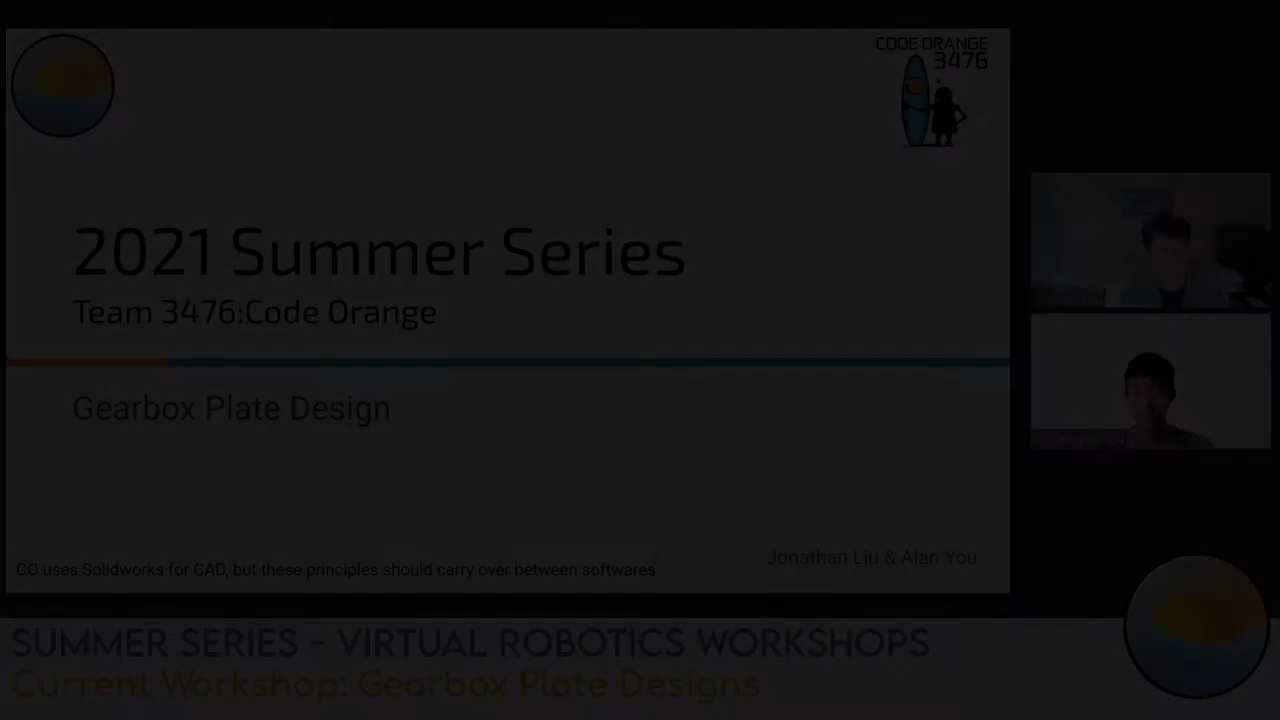 CODE ORANGE
3476
2021 Summer Series
Team 3476:Code Orange
Gearbox Plate Design
Jonathan Liu & Alan You
CO uses Solidworks for CAD, but these principles should carry over between softwares
SUMMER SERIES - VIRTUAL ROBOTICS WORKSHOPS
Current Workshop: Gearbox Plate Designs